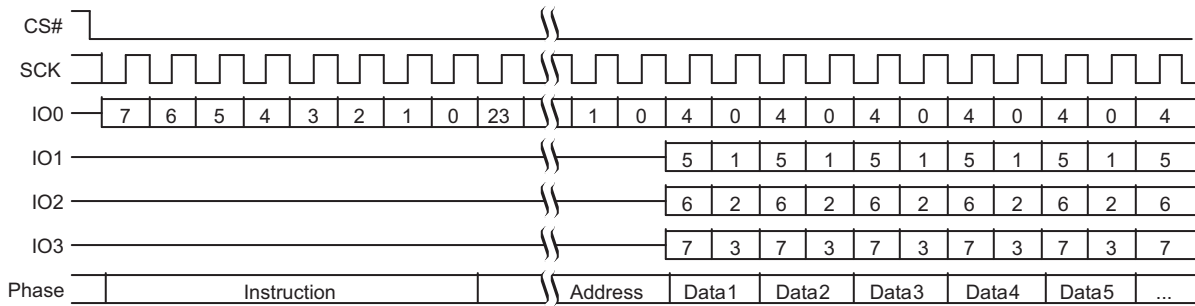 CS#
SCK
IO0 7 6 5 4 3 2 1 0 23 1 0 4 0 4 0 4 0 4 0 4 0 4
IO1 5 1 5 1 5 1 5 1 5 1 5
IO2 6 2 6 2 6 2 6 2 6 2 6
IO3 7 3 7 3 7 3 7 3 7 3 7
Phase Instruction Address Data1 Data2 Data3 Data4 Data5 ...